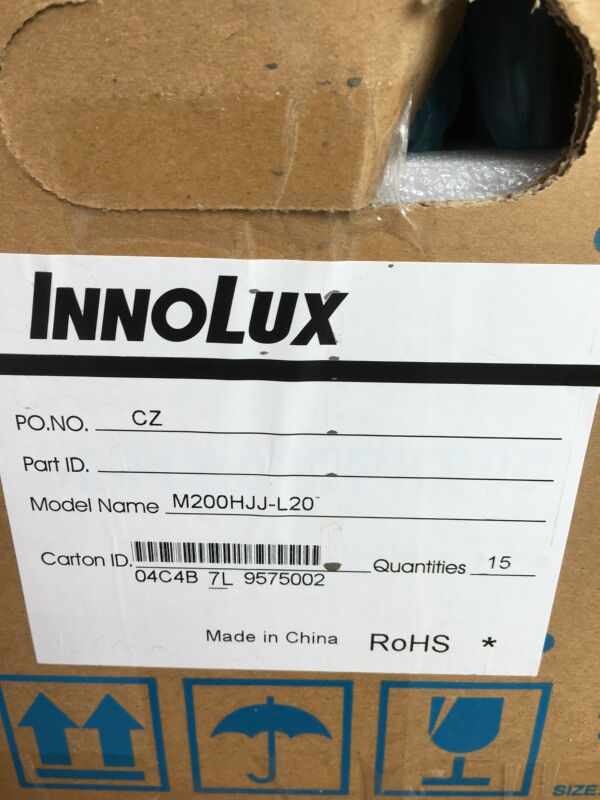 INNOLUX
PO.NO. CZ
Part ID.
Model Name M200HJJ-L20
Carton ID.
04C4B 7L 9575002
Quantities 15
Made in China RoHS *
SIZE: